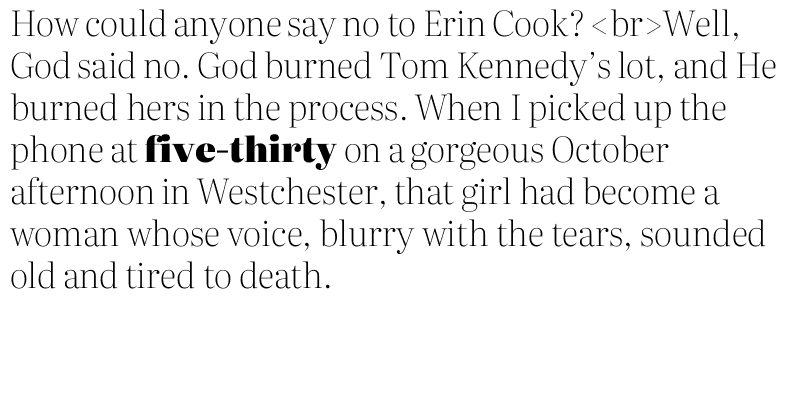 How could anyone say no to Erin Cook? <br>Well,
God said no. God burned Tom Kennedy’s lot, and He
burned hers in the process. When I picked up the
phone at five-thirty on a gorgeous October
afternoon in Westchester, that girl had become a
woman whose voice, blurry with the tears, sounded
old and tired to death.